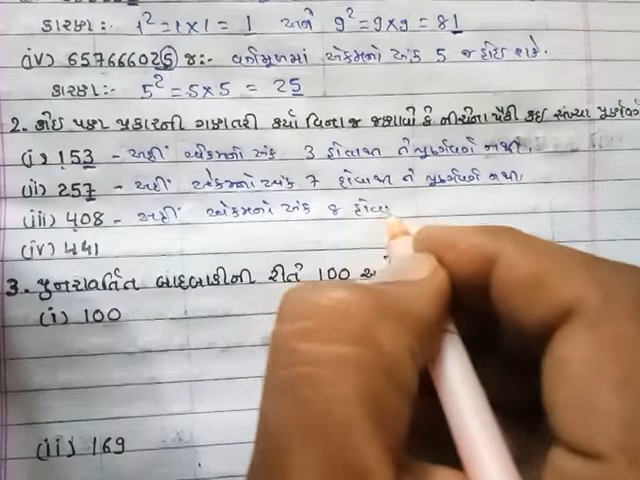 કારણ:- 1² = 1 x 1 = 1 અને 9² = 9 x 9 = 81
(iv) 657666025 જ:- વર્ગમૂળમાં એકમનો અંક 5 જ હોઈ શકે.
કારણ:- 5² = 5 x 5 = 25
2. કોઈ પણ પ્રકારની ગણતરી કર્યા વિના જ જણાવો કે નીચેના પૈકી કઈ સંખ્યા પૂર્ણવર્ગ
(i) 153 - અહીં એકમનો અંક 3 હોવાથી તે પૂર્ણવર્ગ નથી.
(ii) 257 - અહીં એકમનો અંક 7 હોવાથી તે પૂર્ણવર્ગ નથી.
(iii) 408 - અહીં એકમનો અંક 8 હોવા
(iv) 441
3. પુનરાવર્તિત બાદબાકીની રીતે 100 અને
(i) 100
(ii) 169